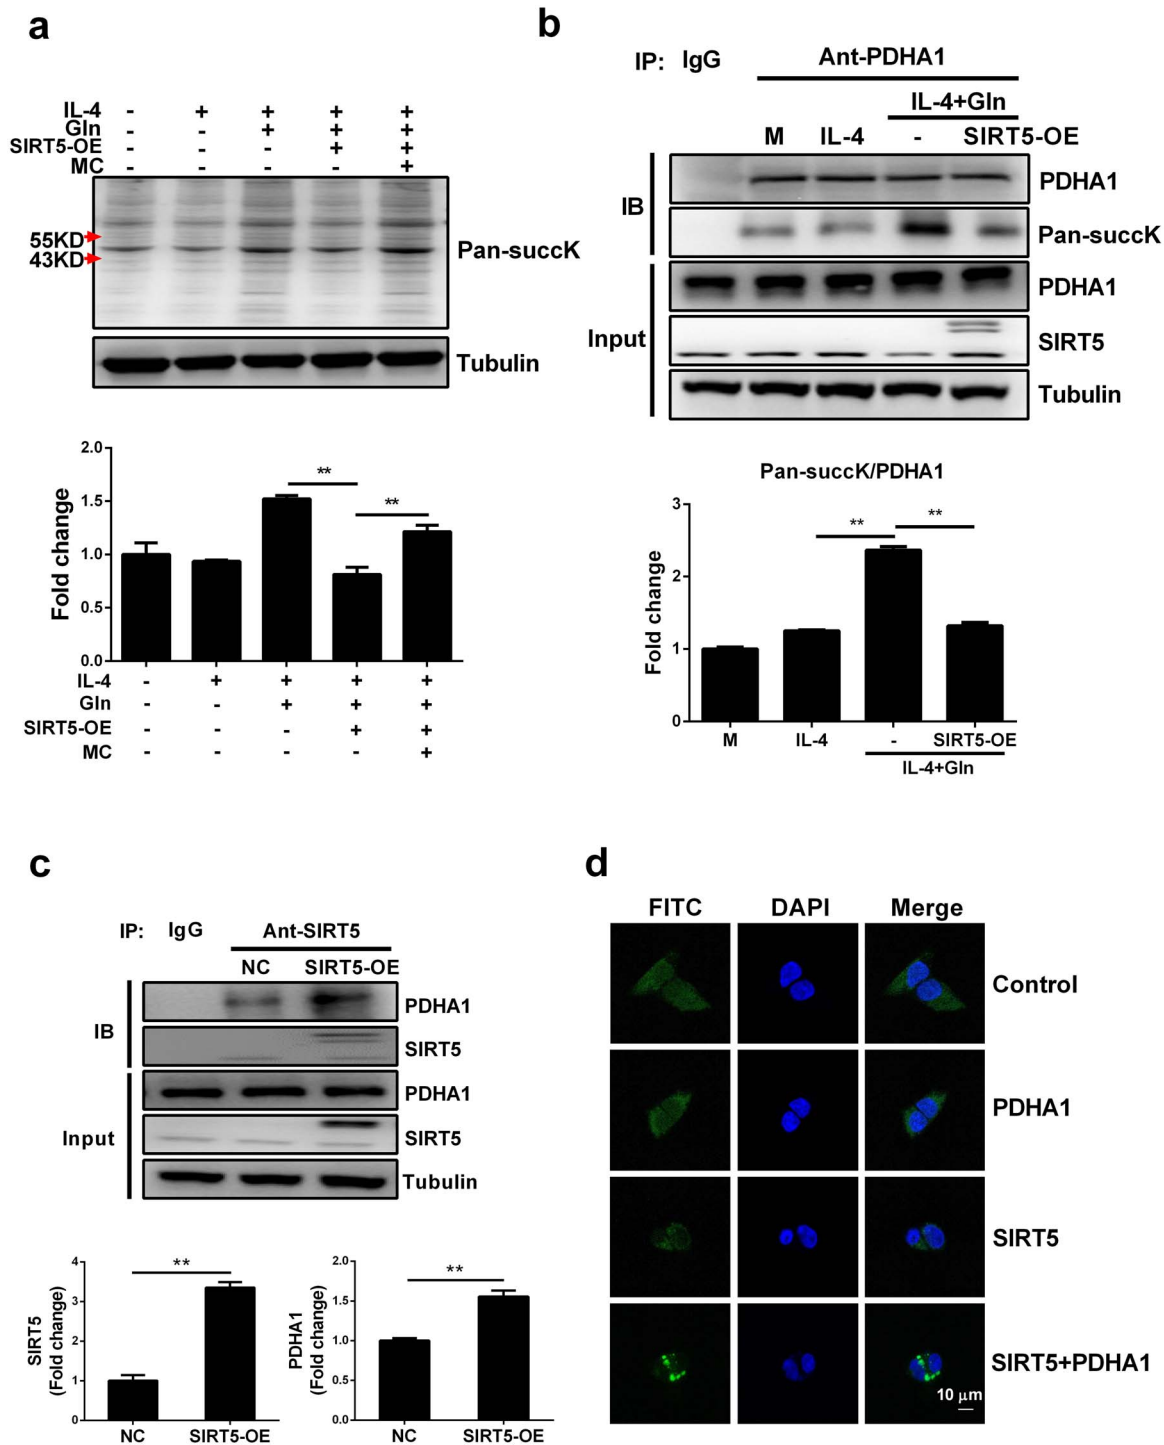 a
IL-4 - + + + +
Gln - - + + +
SIRT5-OE - - - + +
MC - - - - +
55KD
43KD
Pan-succK
Tubulin
2.0
1.5
1.0
0.5
0.0
Fold change
**
**
IL-4 - + + + +
Gln - - + + +
SIRT5-OE - - - + +
MC - - - - +
b
IP: IgG Ant-PDHA1
IL-4+Gln
M IL-4 - SIRT5-OE
IB
PDHA1
Pan-succK
Input
PDHA1
SIRT5
Tubulin
Pan-succK/PDHA1
3
2
1
0
Fold change
**
**
M IL-4 - SIRT5-OE
IL-4+Gln
c
IP: IgG Ant-SIRT5
NC SIRT5-OE
IB
PDHA1
SIRT5
Input
PDHA1
SIRT5
Tubulin
4
3
2
1
0
SIRT5
(Fold change)
**
NC SIRT5-OE
2.0
1.5
1.0
0.5
0.0
PDHA1
(Fold change)
**
NC SIRT5-OE
d
FITC DAPI Merge
Control
PDHA1
SIRT5
SIRT5+PDHA1
10 μm